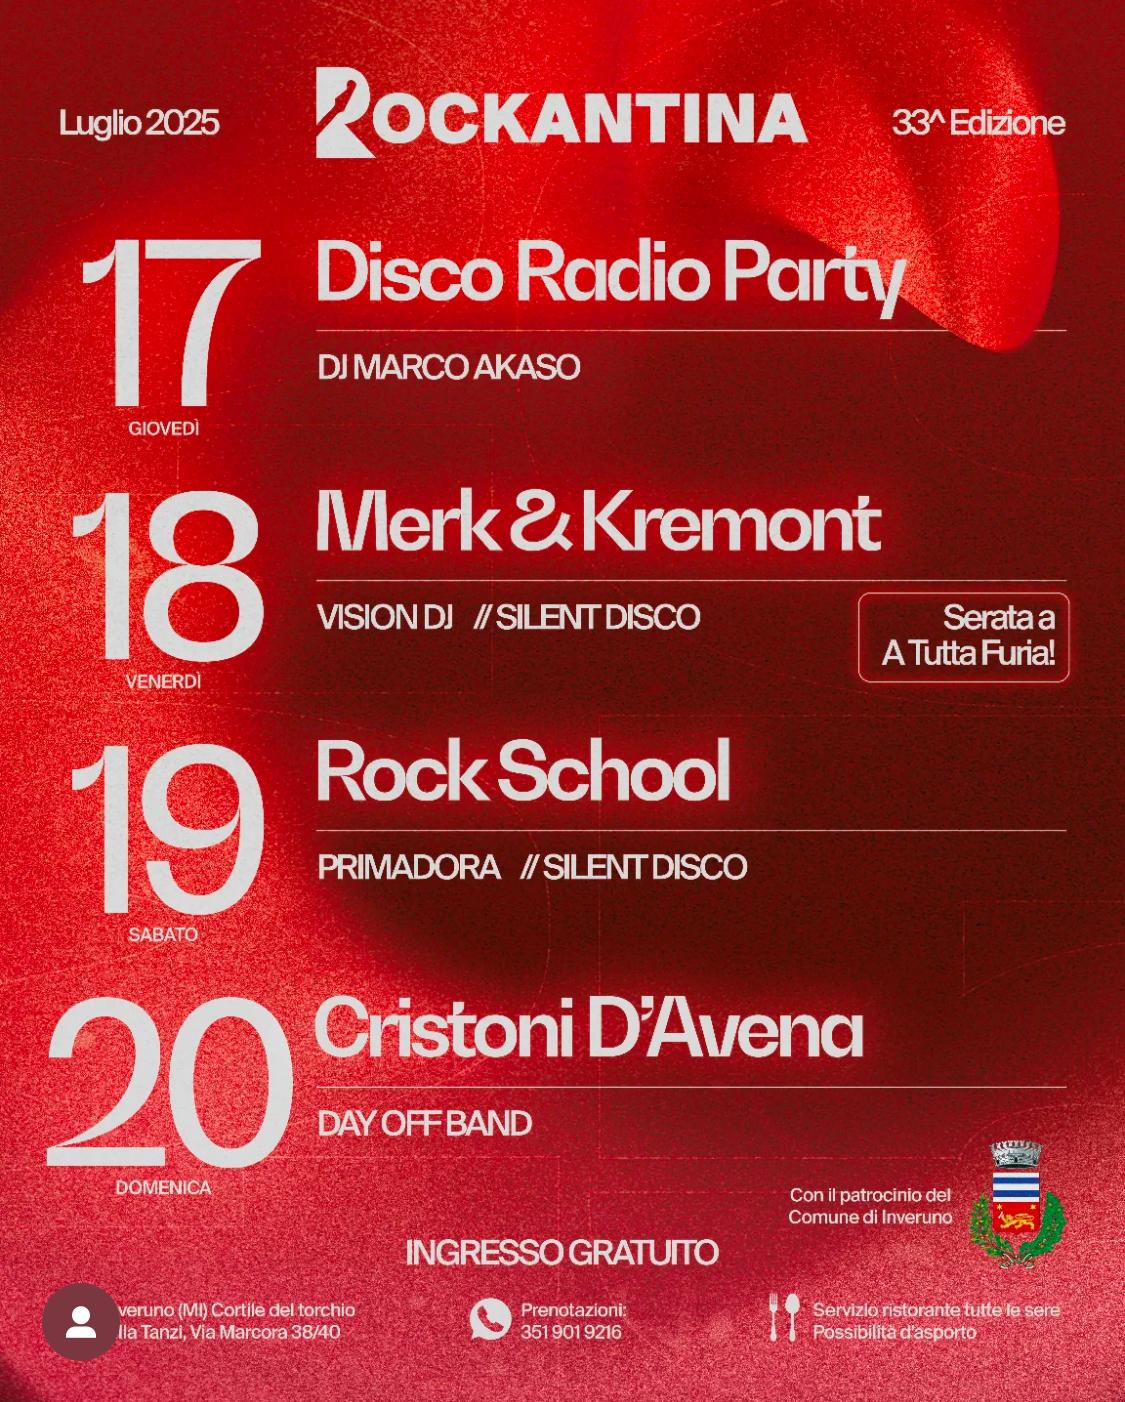 Luglio 2025
ROCKANTINA
33^ Edizione
17
GIOVEDÌ
Disco Radio Party
DJ MARCO AKASO
18
VENERDÌ
Merk & Kremont
VISION DJ // SILENT DISCO
Serata a
A Tutta Furia!
19
SABATO
Rock School
PRIMADORA // SILENT DISCO
20
DOMENICA
Cristoni D'Avena
DAY OFF BAND
Con il patrocinio del
Comune di Inveruno
INGRESSO GRATUITO
(MI) Cortile del torchio
Tanzi, Via Marcora 38/40
Prenotazioni:
351 901 9216
Servizio ristorante tutte le sere
Possibilità d'asporto